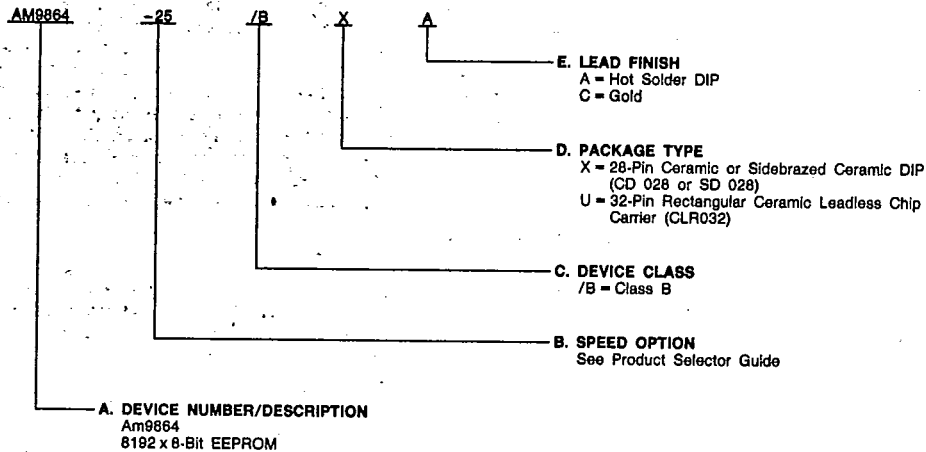 AM9864 -25 /B X A
E. LEAD FINISH
A = Hot Solder DIP
C = Gold
D. PACKAGE TYPE
X = 28-Pin Ceramic or Sidebrazed Ceramic DIP
(CD 028 or SD 028)
U = 32-Pin Rectangular Ceramic Leadless Chip
Carrier (CLR032)
C. DEVICE CLASS
/B = Class B
B. SPEED OPTION
See Product Selector Guide
A. DEVICE NUMBER/DESCRIPTION
Am9864
8192 x 8-Bit EEPROM